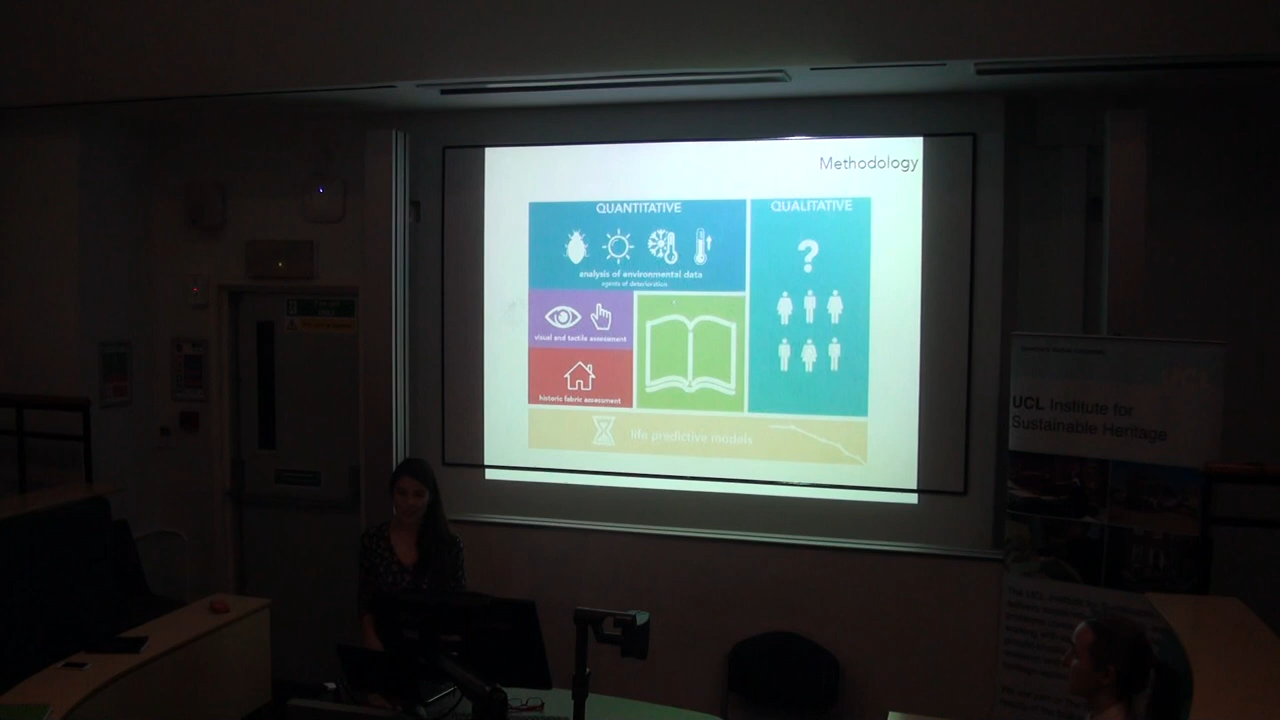 Methodology
QUANTITATIVE
QUALITATIVE
?
analysis of environmental data
agents of deterioration
visual and tactile assessment
historic fabric assessment
life predictive models
UCL Institute for
Sustainable Heritage